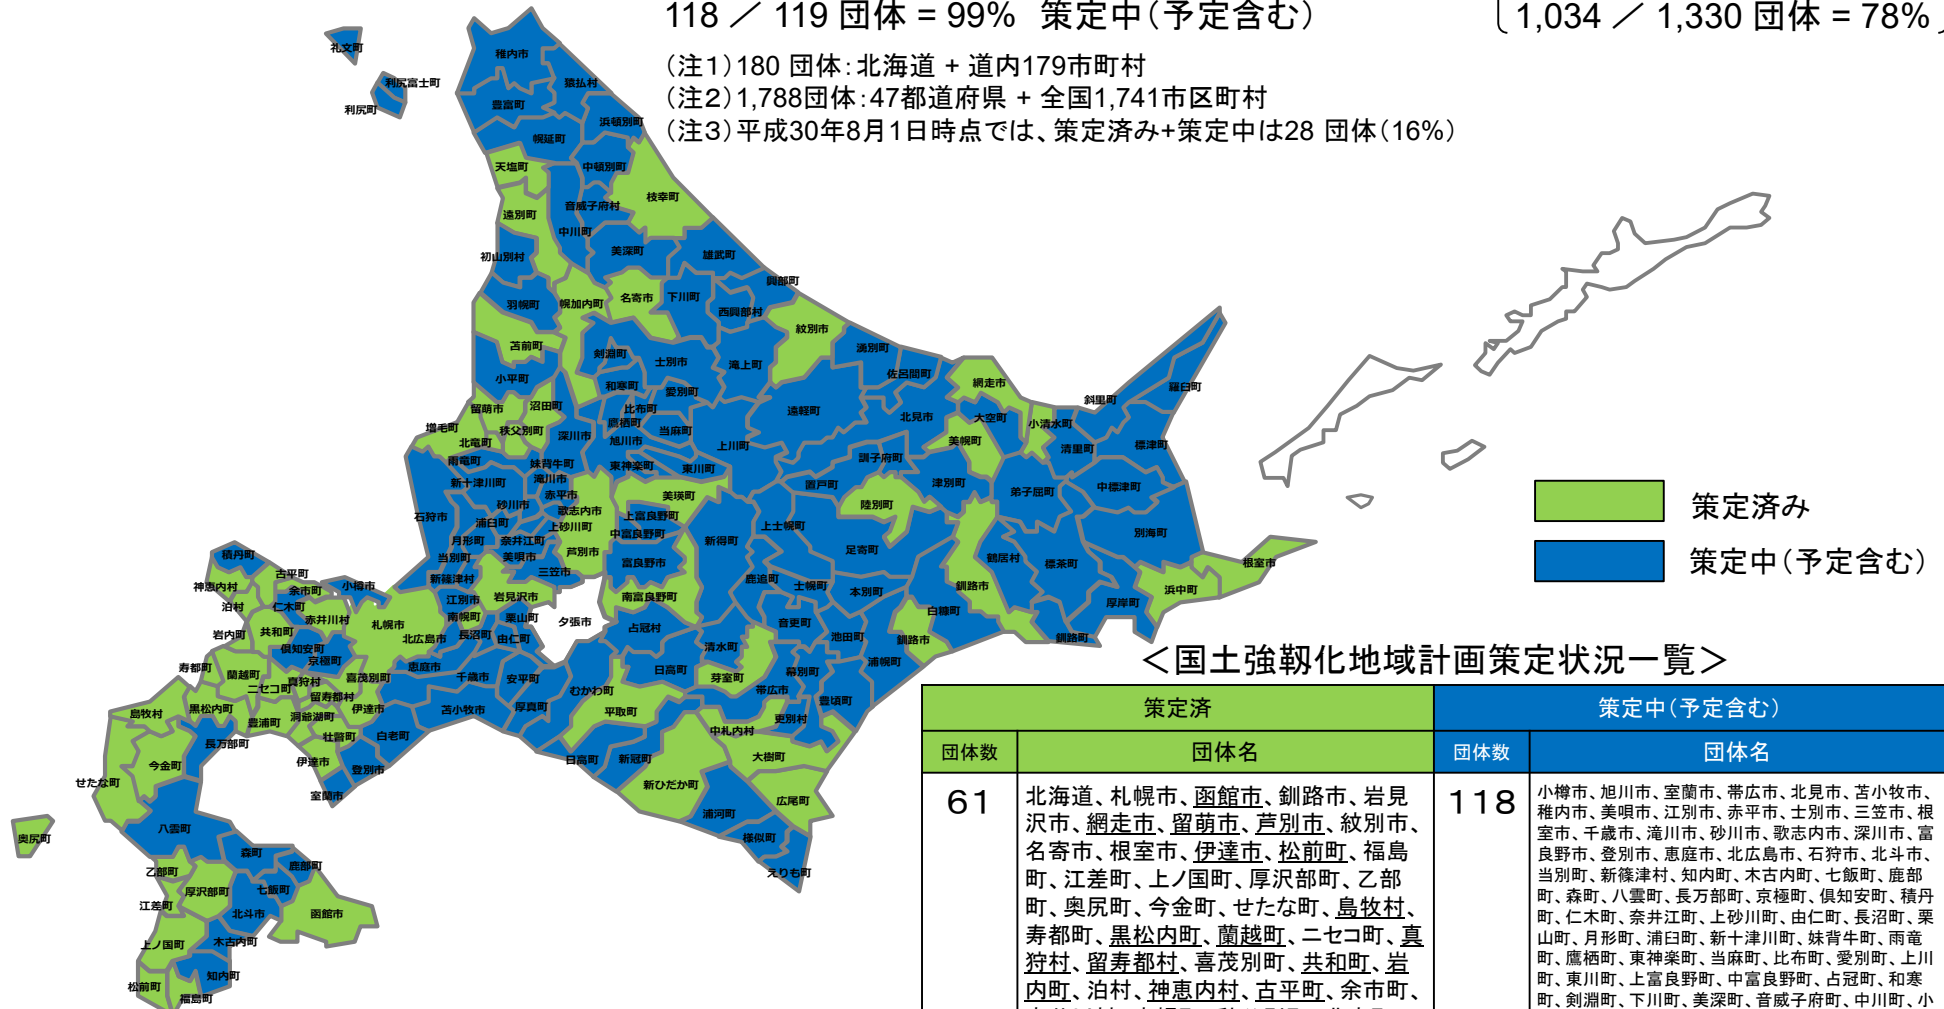 118 ／ 119 団体 = 99%　策定中（予定含む）
〔 1,034 ／ 1,330 団体 = 78% 〕
（注１）180 団体：北海道 + 道内179市町村
（注２）1,788団体：47都道府県 + 全国1,741市区町村
（注３）平成30年8月1日時点では、策定済み+策定中は28 団体（16%）
礼文町
利尻富士町
利尻町
稚内市
猿払村
豊富町
浜頓別町
幌延町
天塩町
中頓別町
枝幸町
音威子府村
遠別町
中川町
美深町
雄武町
初山別村
興部町
羽幌町
幌加内町
名寄市
下川町
西興部村
紋別市
苫前町
剣淵町
士別市
滝上町
湧別町
佐呂間町
小平町
和寒町
愛別町
網走市
羅臼町
斜里町
留萌市
沼田町
比布町
遠軽町
北見市
大空町
小清水町
増毛町
北竜町
秩父別町
深川市
鷹栖町
旭川市
当麻町
上川町
美幌町
清里町
標津町
雨竜町
妹背牛町
東神楽町
東川町
訓子府町
新十津川町
滝川市
赤平市
美瑛町
置戸町
津別町
弟子屈町
中標津町
石狩市
砂川市
歌志内市
上富良野町
陸別町
浦臼町
上砂川町
中富良野町
上士幌町
別海町
月形町
奈井江町
新得町
足寄町
当別町
美唄市
芦別市
富良野市
鶴居村
標茶町
根室市
積丹町
新篠津村
三笠市
鹿追町
士幌町
本別町
釧路市
浜中町
神恵内村
古平町
余市町
小樽市
江別市
岩見沢市
南富良野町
厚岸町
泊村
仁木町
赤井川村
札幌市
南幌町
栗山町
夕張市
占冠村
音更町
白糠町
岩内町
共和町
北広島市
長沼町
由仁町
清水町
池田町
釧路市
釧路町
倶知安町
京極町
恵庭市
千歳市
安平町
むかわ町
日高町
芽室町
幕別町
浦幌町
寿都町
蘭越町
ニセコ町
真狩村
喜茂別町
留寿都村
帯広市
豊頃町
島牧村
黒松内町
豊浦町
洞爺湖町
伊達市
苫小牧市
厚真町
平取町
更別村
長万部町
壮瞥町
白老町
中札内村
今金町
伊達市
登別市
日高町
新冠町
大樹町
せたな町
室蘭市
新ひだか町
広尾町
浦河町
八雲町
様似町
奥尻町
森町
鹿部町
えりも町
乙部町
厚沢部町
七飯町
江差町
北斗市
函館市
上ノ国町
木古内町
知内町
松前町
福島町
策定済み
策定中（予定含む）
＜国土強靱化地域計画策定状況一覧＞
策定済
策定中（予定含む）
団体数
団体名
団体数
団体名
61
北海道、札幌市、函館市、釧路市、岩見
沢市、網走市、留萌市、芦別市、紋別市、
名寄市、根室市、伊達市、松前町、福島
町、江差町、上ノ国町、厚沢部町、乙部
町、奥尻町、今金町、せたな町、島牧村、
寿都町、黒松内町、蘭越町、ニセコ町、真
狩村、留寿都村、喜茂別町、共和町、岩
内町、泊村、神恵内村、古平町、余市町、
118
小樽市、旭川市、室蘭市、帯広市、北見市、苫小牧市、
稚内市、美唄市、江別市、赤平市、士別市、三笠市、根
室市、千歳市、滝川市、砂川市、歌志内市、深川市、富
良野市、登別市、恵庭市、北広島市、石狩市、北斗市、
当別町、新篠津村、知内町、木古内町、七飯町、鹿部
町、森町、八雲町、長万部町、京極町、倶知安町、積丹
町、仁木町、奈井江町、上砂川町、由仁町、長沼町、栗
山町、月形町、浦臼町、新十津川町、妹背牛町、雨竜
町、鷹栖町、東神楽町、当麻町、比布町、愛別町、上川
町、東川町、上富良野町、中富良野町、占冠町、和寒
町、剣淵町、下川町、美深町、音威子府町、中川町、小